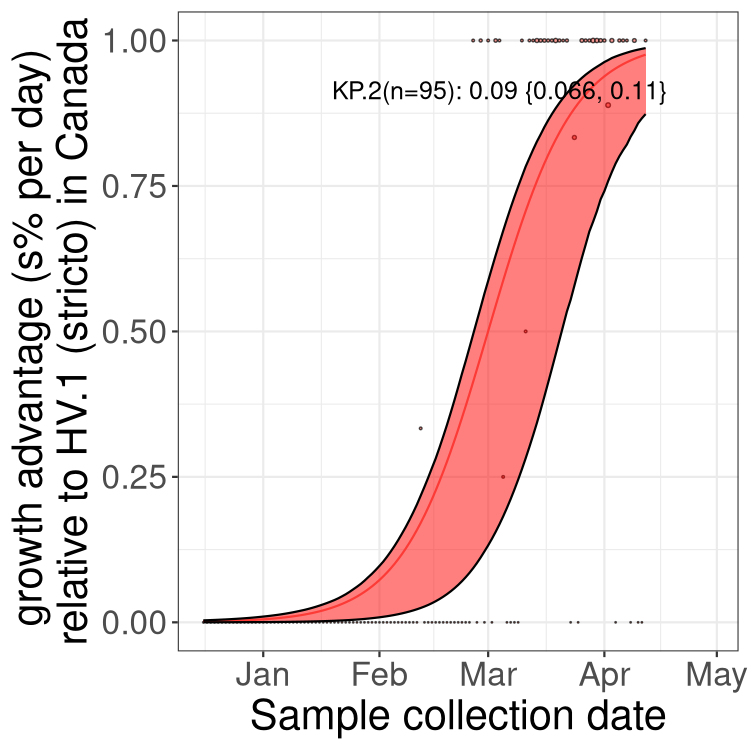 growth advantage (s% per day)
relative to HV.1 (stricto) in Canada
1.00
0.75
0.50
0.25
0.00
KP.2(n=95): 0.09 {0.066, 0.11}
Jan Feb Mar Apr May
Sample collection date